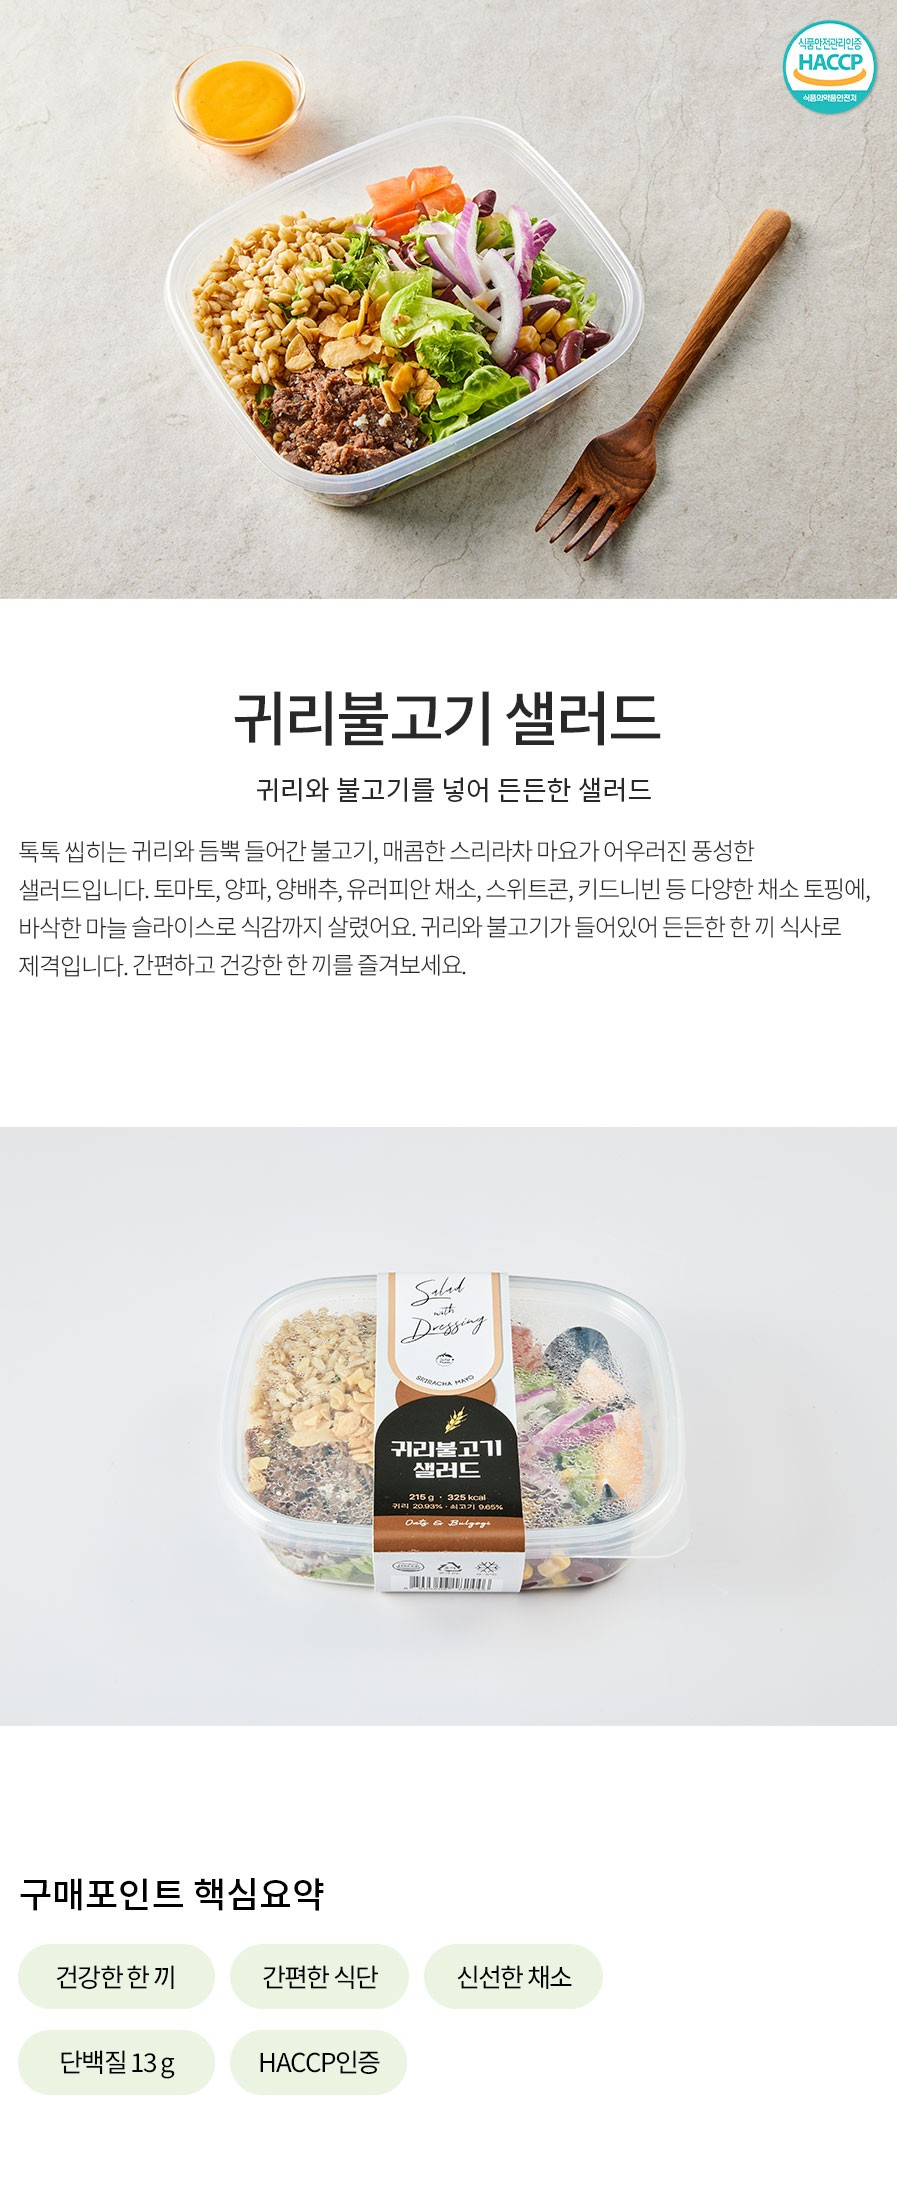 식품안전관리인증
HACCP
식품의약품안전처
귀리불고기 샐러드
귀리와 불고기를 넣어 든든한 샐러드
톡톡 씹히는 귀리와 듬뿍 들어간 불고기, 매콤한 스리라차 마요가 어우러진 풍성한
샐러드입니다. 토마토, 양파, 양배추, 유러피안 채소, 스위트콘, 키드니빈 등 다양한 채소 토핑에,
바삭한 마늘 슬라이스로 식감까지 살렸어요. 귀리와 불고기가 들어있어 든든한 한 끼 식사로
제격입니다. 간편하고 건강한 한 끼를 즐겨보세요.
Salad
with
Dressing
SRIRACHA MAYO
귀리불고기
샐러드
215 g · 325 kcal
귀리 20.93% · 쇠고기 9.65%
Oats & Bulgogi
구매포인트 핵심요약
건강한 한 끼
간편한 식단
신선한 채소
단백질 13 g
HACCP인증